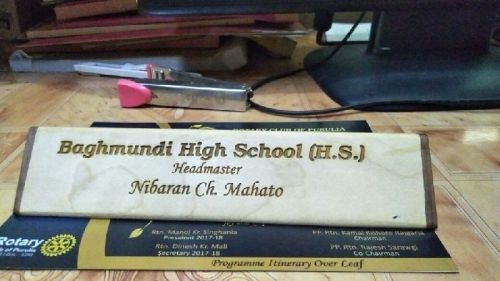 ROTARY CLUB OF PURULIA
Baghmundi High School (H.S.)
Headmaster
Nibaran Ch. Mahato
Rtn. Manoj Kr. Singhania
President 2017-18
Rtn. Dinesh Kr. Mall
Secretary 2017-18
PP. Rtn. Kamal Kishore
Chairman
PP. Rtn. Rajesh Sarawgi
Co Chairman
Rotary
of Purulia
Programme Itinerary Over Leaf